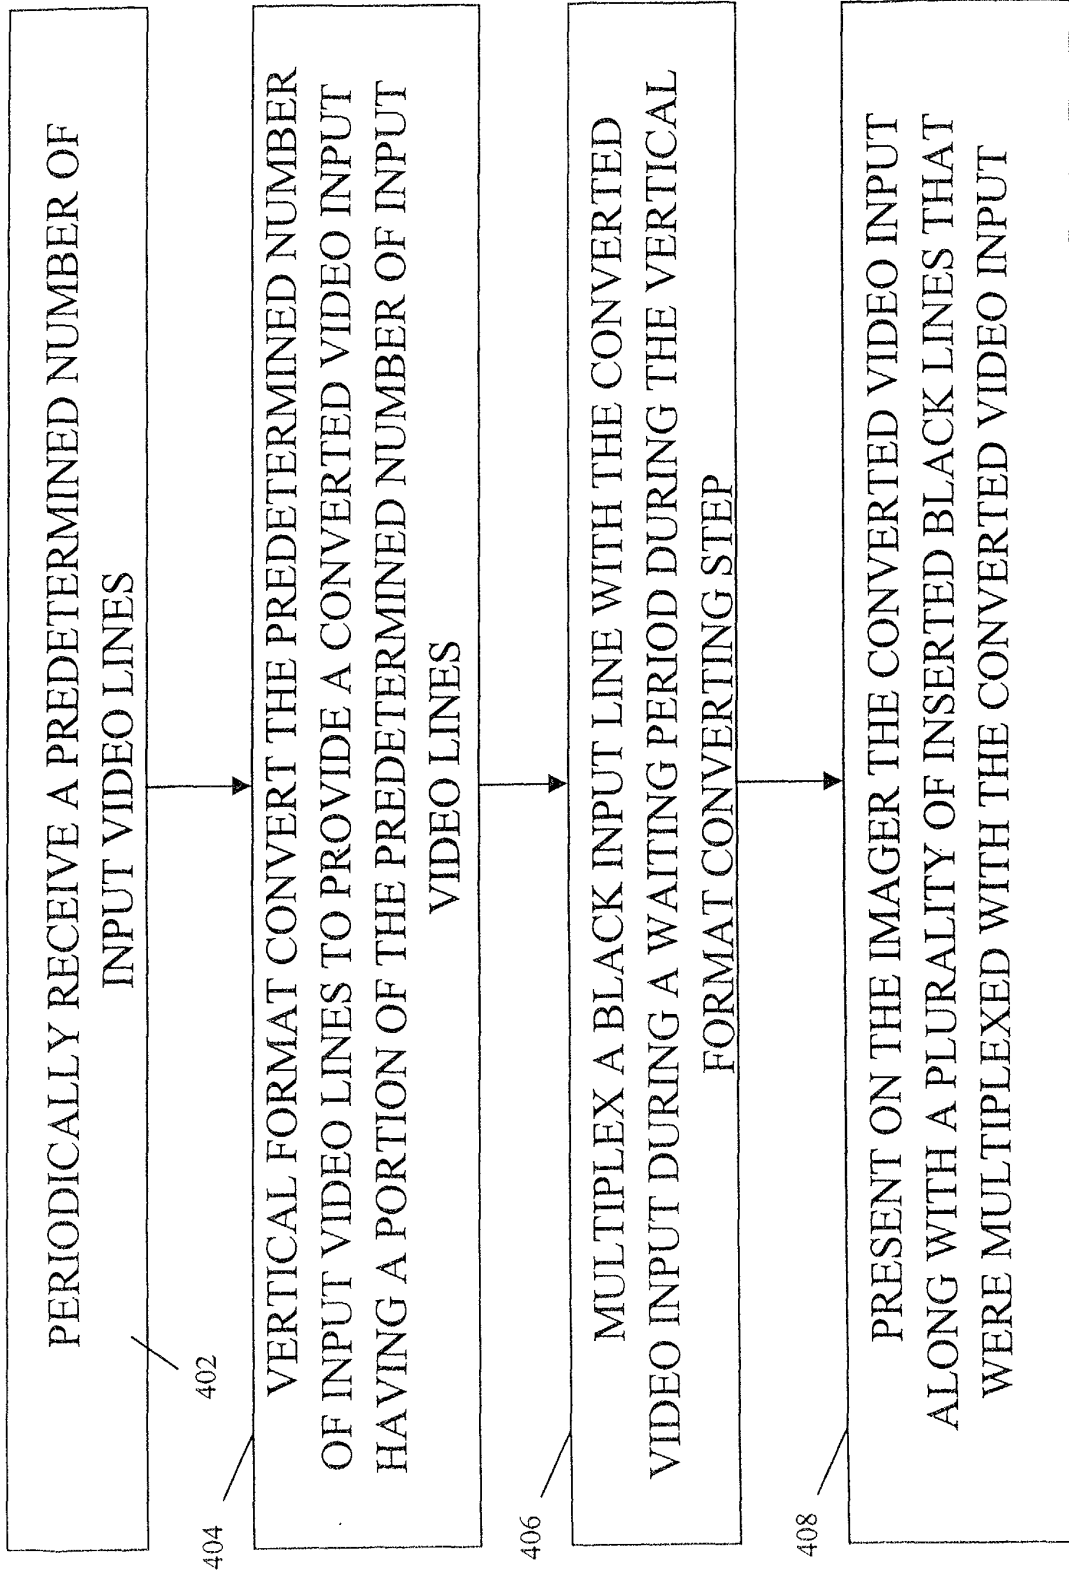 PERIODICALLY RECEIVE A PREDETERMINED NUMBER OF
INPUT VIDEO LINES
402
VERTICAL FORMAT CONVERT THE PREDETERMINED NUMBER
OF INPUT VIDEO LINES TO PROVIDE A CONVERTED VIDEO INPUT
HAVING A PORTION OF THE PREDETERMINED NUMBER OF INPUT
VIDEO LINES
404
MULTIPLEX A BLACK INPUT LINE WITH THE CONVERTED
VIDEO INPUT DURING A WAITING PERIOD DURING THE VERTICAL
FORMAT CONVERTING STEP
406
PRESENT ON THE IMAGER THE CONVERTED VIDEO INPUT
ALONG WITH A PLURALITY OF INSERTED BLACK LINES THAT
WERE MULTIPLEXED WITH THE CONVERTED VIDEO INPUT
408